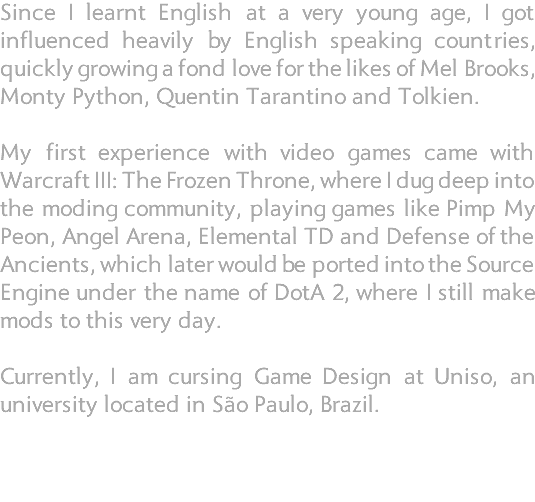 Since I learnt English at a very young age, I got
influenced heavily by English speaking countries,
quickly growing a fond love for the likes of Mel Brooks,
Monty Python, Quentin Tarantino and Tolkien.
My first experience with video games came with
Warcraft III: The Frozen Throne, where I dug deep into
the moding community, playing games like Pimp My
Peon, Angel Arena, Elemental TD and Defense of the
Ancients, which later would be ported into the Source
Engine under the name of DotA 2, where I still make
mods to this very day.
Currently, I am cursing Game Design at Uniso, an
university located in São Paulo, Brazil.